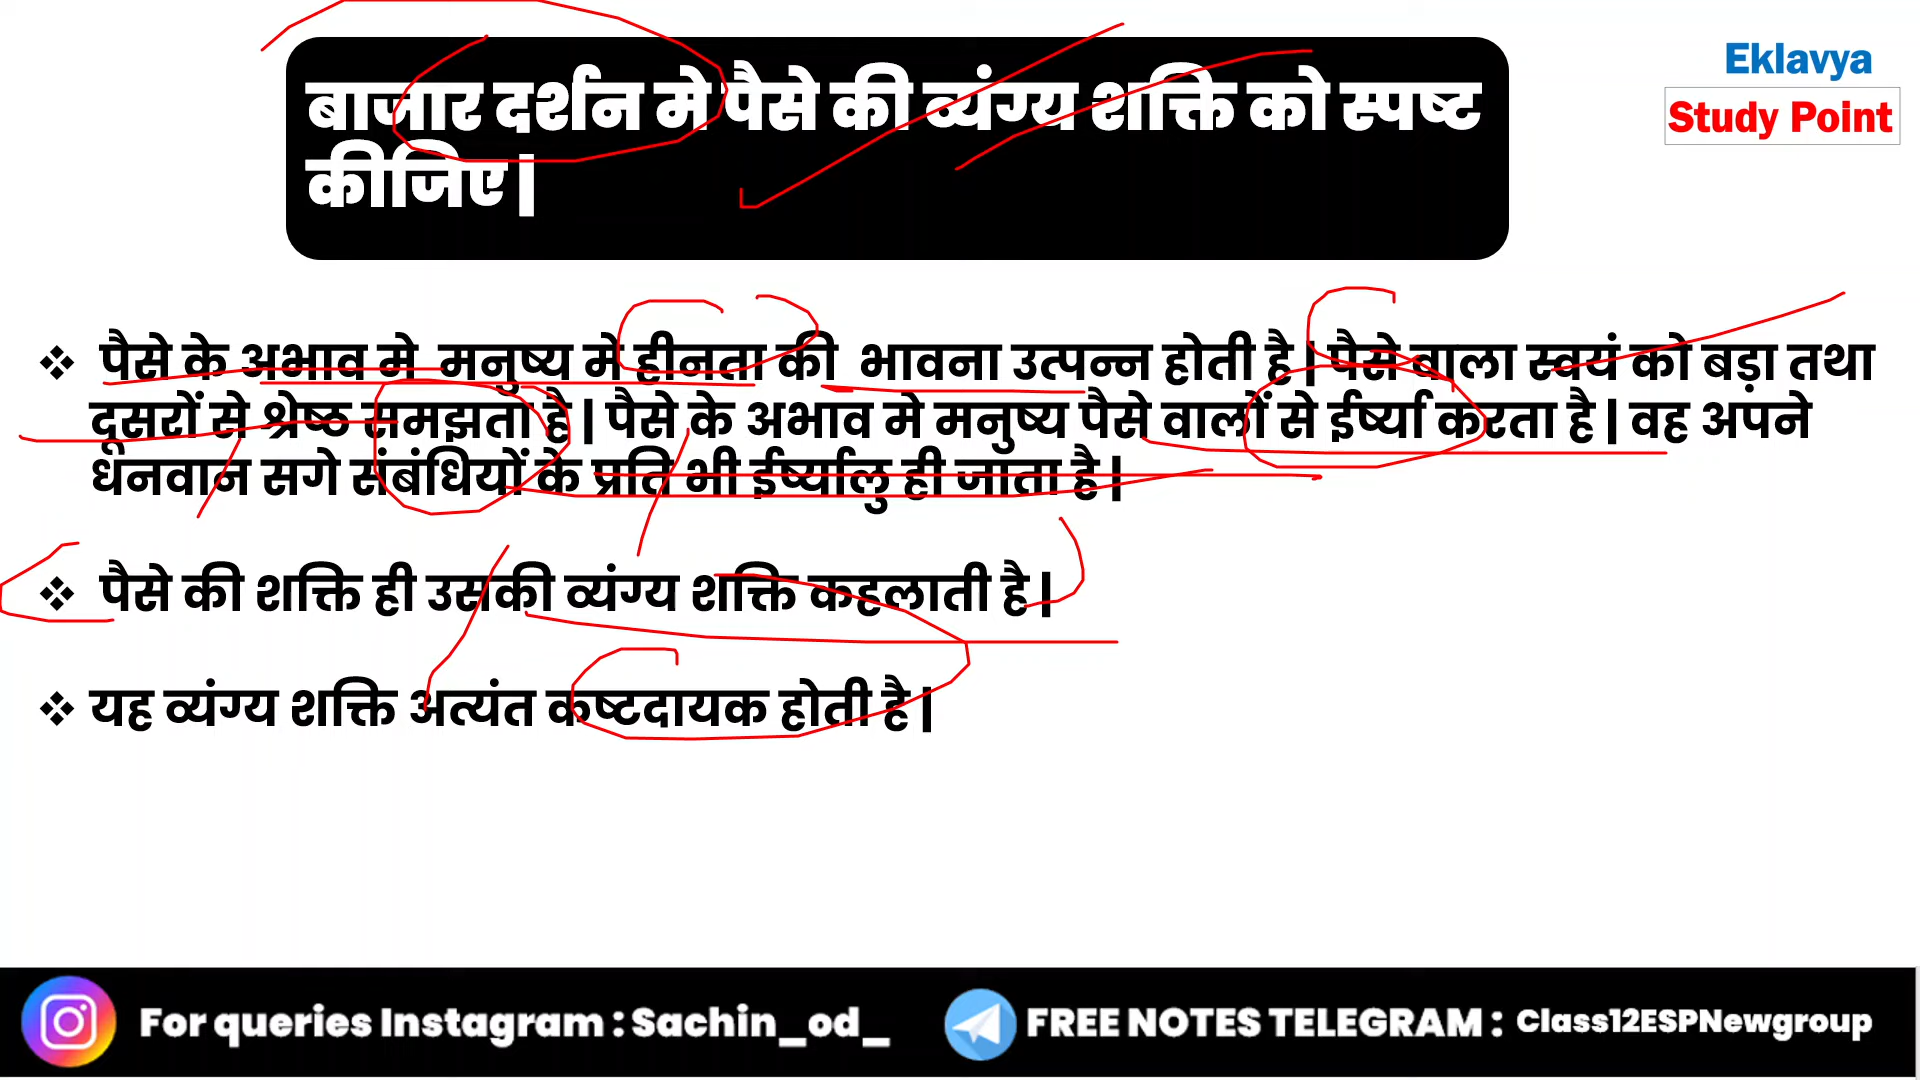 बाजार दर्शन मे पैसे की व्यंग्य शक्ति को स्पष्ट
कीजिए |
Eklavya
Study Point
❖ पैसे के अभाव मे मनुष्य मे हीनता की भावना उत्पन्न होती है | पैसे वाला स्वयं को बड़ा तथा
दूसरों से श्रेष्ठ समझता है | पैसे के अभाव मे मनुष्य पैसे वालों से ईर्ष्या करता है | वह अपने
धनवान सगे संबंधियों के प्रति भी ईर्ष्यालु ही जाता है |
❖ पैसे की शक्ति ही उसकी व्यंग्य शक्ति कहलाती है |
❖ यह व्यंग्य शक्ति अत्यंत कष्टदायक होती है |
For queries Instagram : Sachin_od_
FREE NOTES TELEGRAM : Class12ESPNewgroup